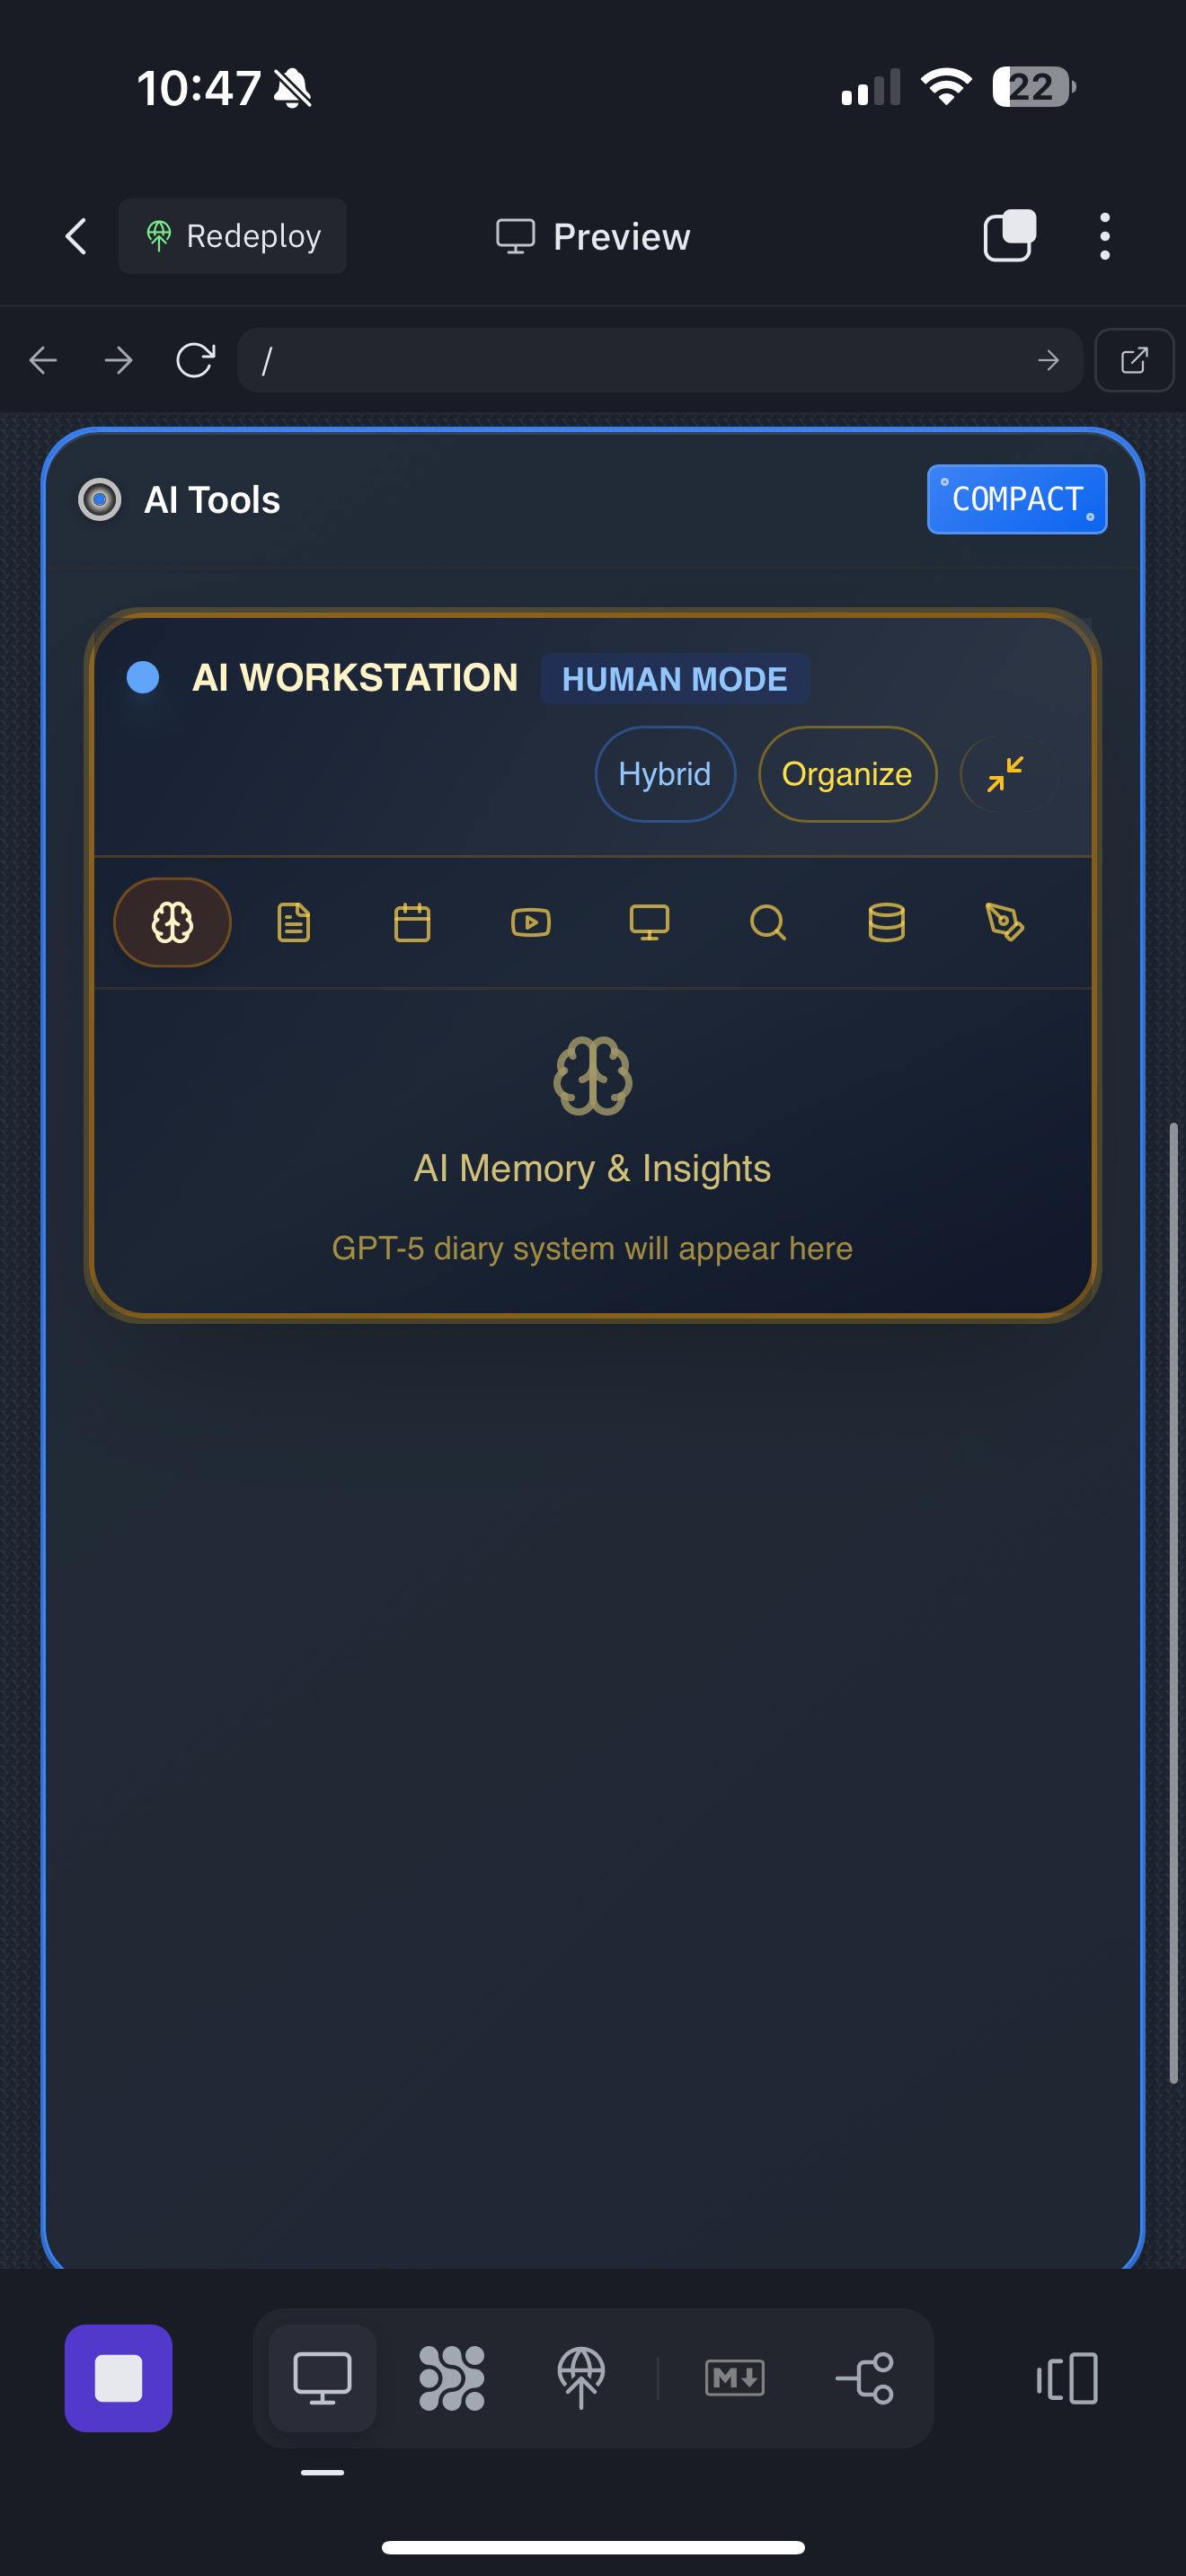 10:47
22
Redeploy
Preview
/
AI Tools
COMPACT
AI WORKSTATION
HUMAN MODE
Hybrid
Organize
AI Memory & Insights
GPT-5 diary system will appear here
M